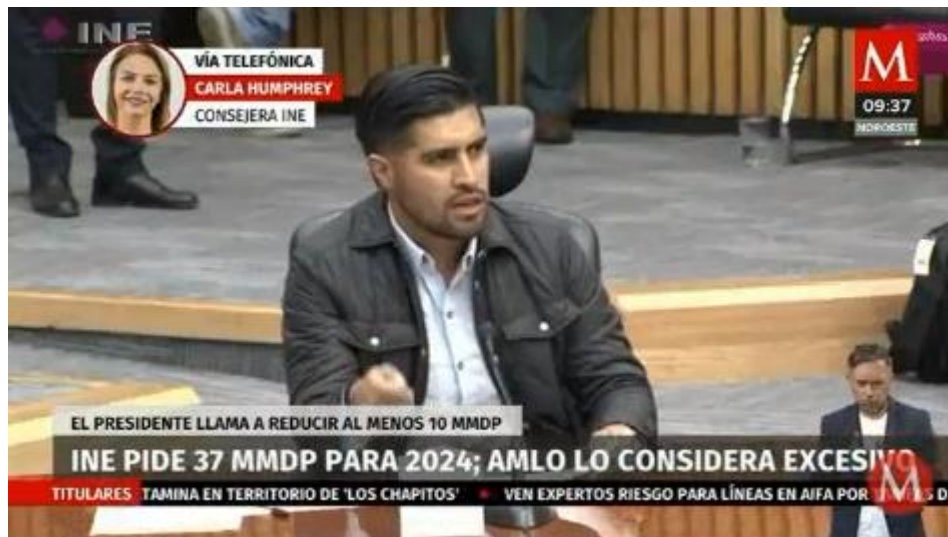 INE
VÍA TELEFÓNICA
CARLA HUMPHREY
CONSEJERA INE
M
09:37
NOROESTE
EL PRESIDENTE LLAMA A REDUCIR AL MENOS 10 MMDP
INE PIDE 37 MMDP PARA 2024; AMLO LO CONSIDERA EXCESIVO
TITULARES TAMINA EN TERRITORIO DE 'LOS CHAPITOS' • VEN EXPERTOS RIESGO PARA LÍNEAS EN AIFA POR
M